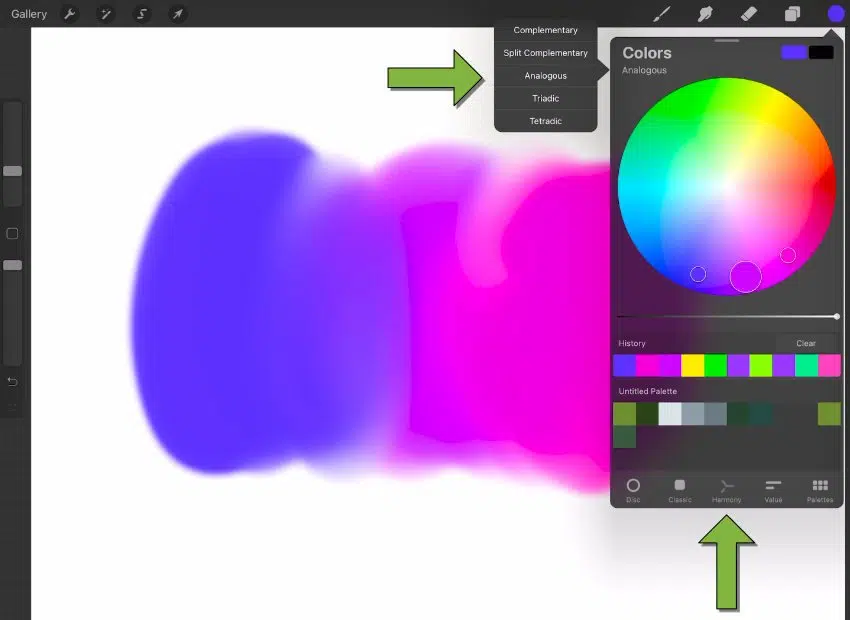 Gallery
Complementary
Split Complementary
Analogous
Triadic
Tetradic
Colors
Analogous
History
Clear
Untitled Palette
Disc
Classic
Harmony
Value
Palettes